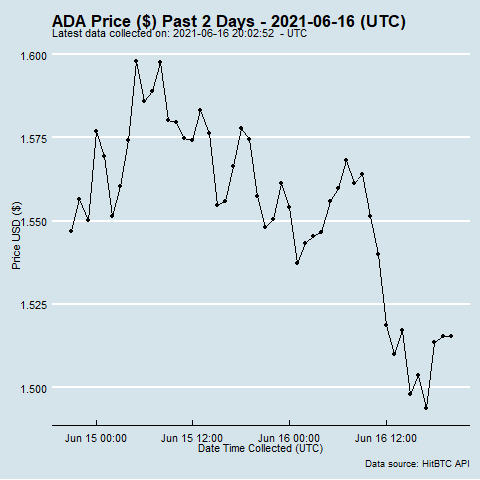 ADA Price ($) Past 2 Days - 2021-06-16 (UTC)
Latest data collected on: 2021-06-16 20:02:52 - UTC
1.600
1.575
1.550
1.525
1.500
Price USD ($)
Jun 15 00:00 Jun 15 12:00 Jun 16 00:00 Jun 16 12:00
Date Time Collected (UTC)
Data source: HitBTC API